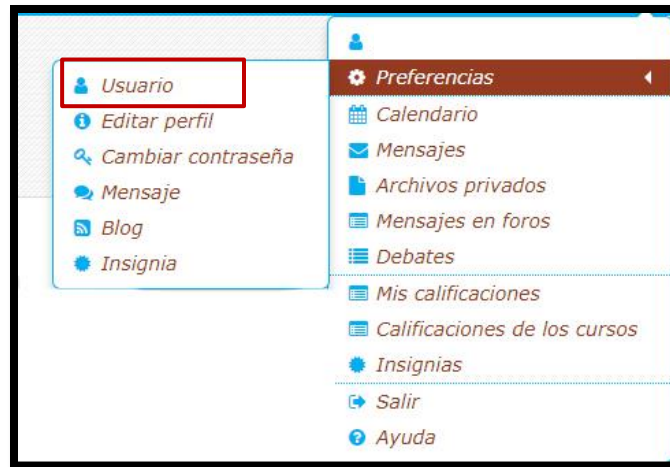 Usuario
Editar perfil
Cambiar contraseña
Mensaje
Blog
Insignia
Preferencias
Calendario
Mensajes
Archivos privados
Mensajes en foros
Debates
Mis calificaciones
Calificaciones de los cursos
Insignias
Salir
Ayuda